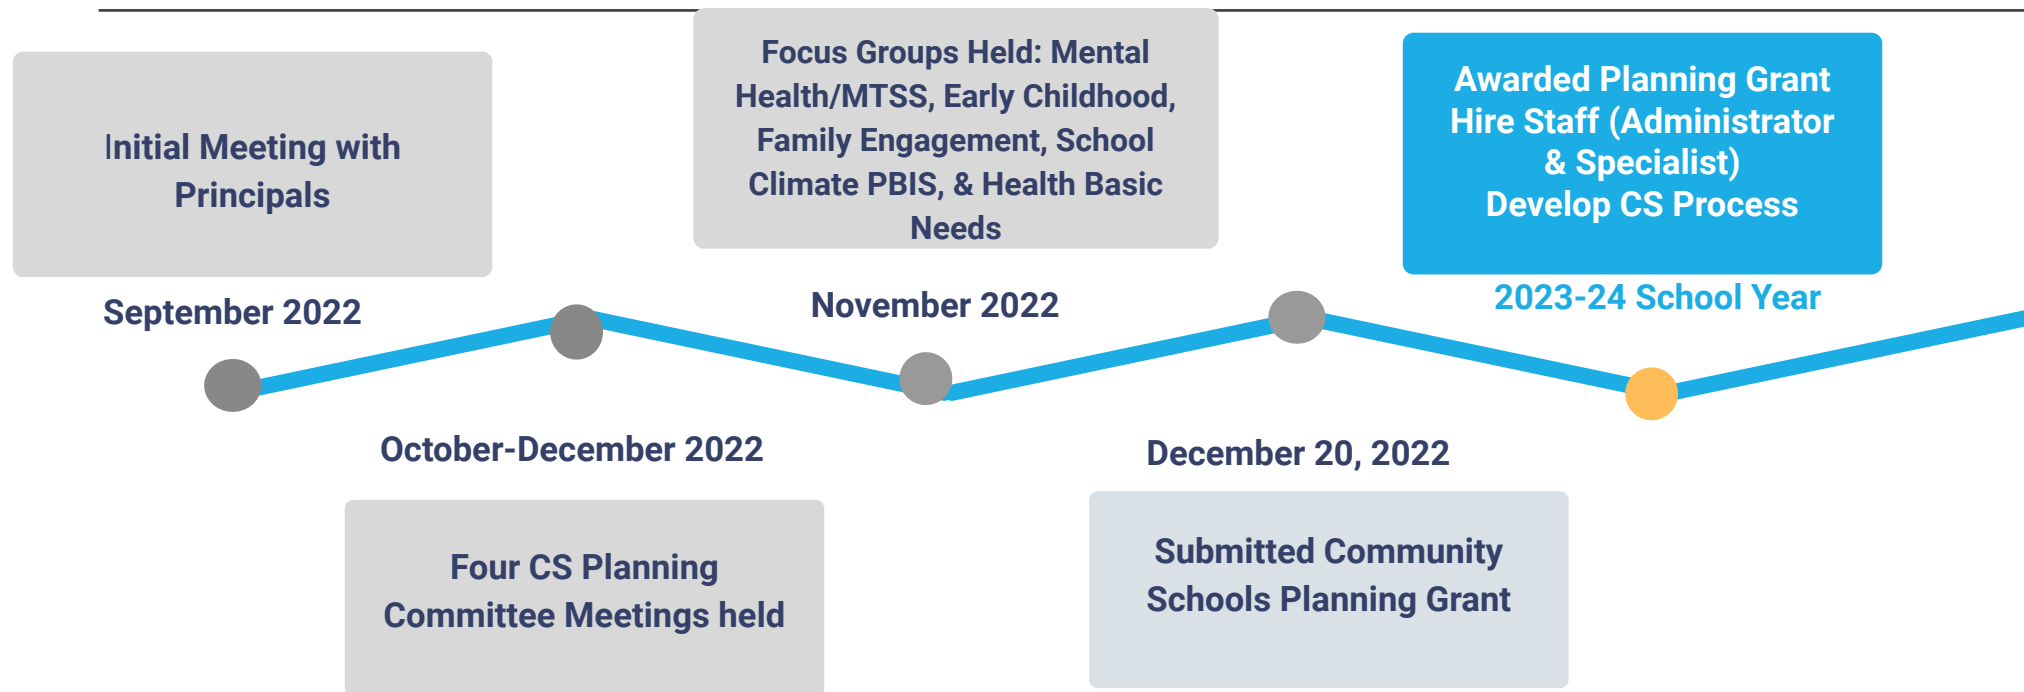 Initial Meeting with
Principals
September 2022
October-December 2022
Four CS Planning
Committee Meetings held
Focus Groups Held: Mental
Health/MTSS, Early Childhood,
Family Engagement, School
Climate PBIS, & Health Basic
Needs
November 2022
December 20, 2022
Submitted Community
Schools Planning Grant
Awarded Planning Grant
Hire Staff (Administrator
& Specialist)
Develop CS Process
2023-24 School Year